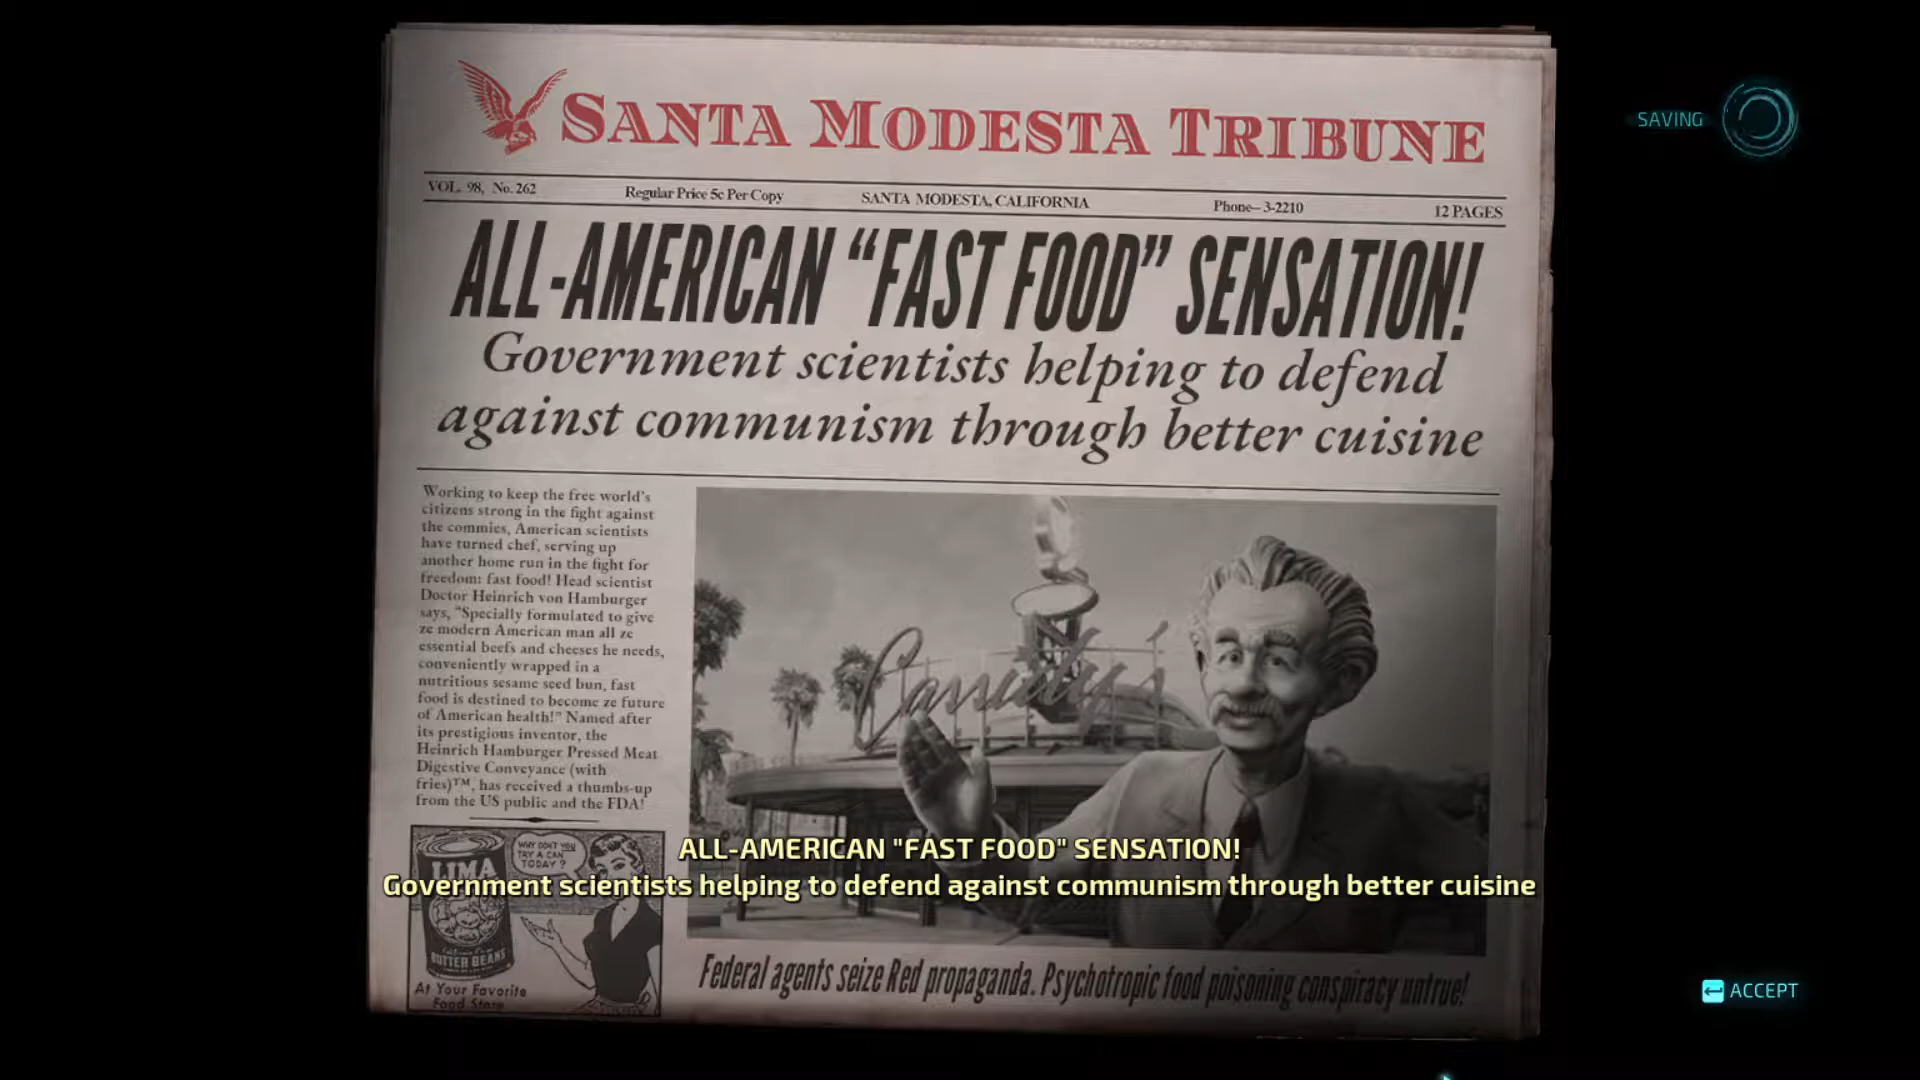 SANTA MODESTA TRIBUNE
SAVING
VOL. 98, No. 262 Regular Price 5c Per Copy SANTA MODESTA, CALIFORNIA Phone—3-2210 12 PAGES
ALL-AMERICAN “FAST FOOD” SENSATION!
Government scientists helping to defend
against communism through better cuisine
Working to keep the free world's
citizens strong in the fight against
the commies, American scientists
have turned chef, serving up
another home run in the fight for
freedom: fast food! Head scientist
Doctor Heinrich von Hamburger
says, "Specially formulated to give
ze modern American man all ze
essential beefs and cheeses he needs,
conveniently wrapped in a
nutritious sesame seed bun, fast
food is destined to become ze future
of American health!" Named after
its prestigious inventor, the
Heinrich Hamburger Pressed Meat
Digestive Conveyance (with
fries)™, has received a thumbs-up
from the US public and the FDA!
Cassidy's
LIMA
WHY DON'T YOU
TRY A CAN
TODAY?
BUTTER BEANS
At Your Favorite
Food Store
ALL-AMERICAN "FAST FOOD" SENSATION!
Government scientists helping to defend against communism through better cuisine
Federal agents seize Red propaganda. Psychotropic food poisoning conspiracy untrue!
ACCEPT